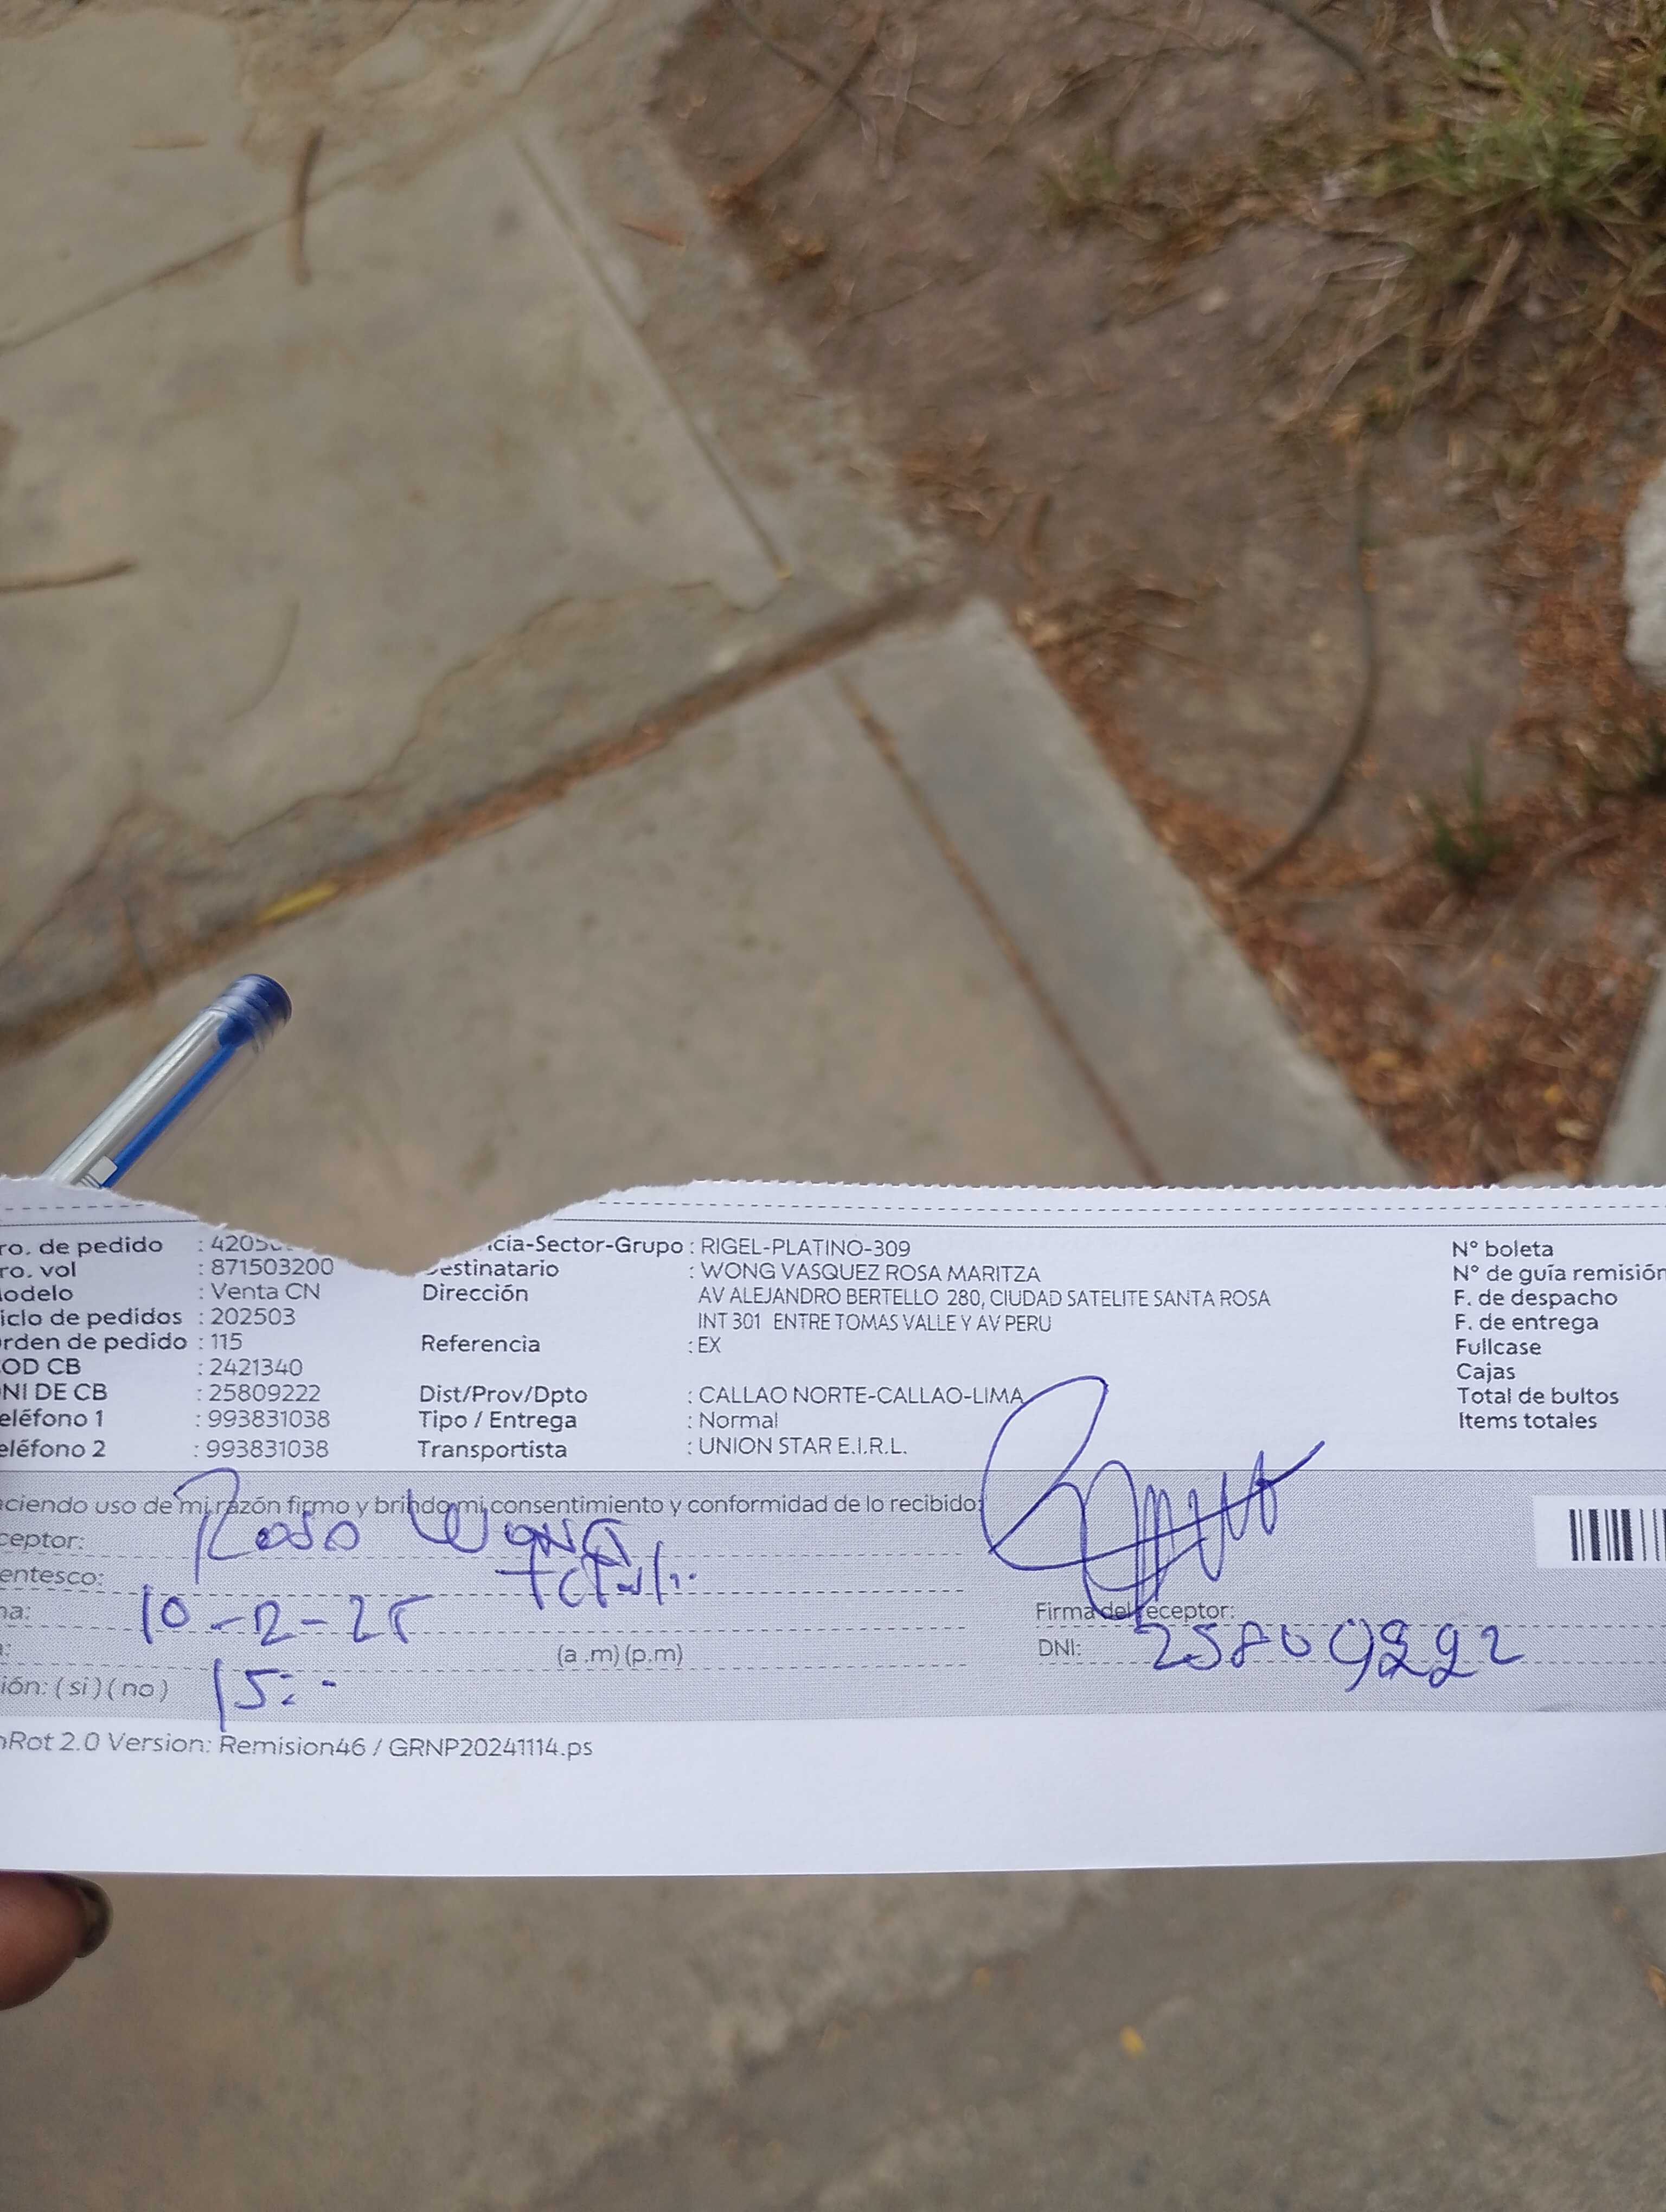 ro. de pedido : 4205 cia-Sector-Grupo : RIGEL-PLATINO-309 N° boleta
ro. vol : 871503200 estinatario : WONG VASQUEZ ROSA MARITZA N° de guía remisión
odelo : Venta CN Dirección AV ALEJANDRO BERTELLO 280, CIUDAD SATELITE SANTA ROSA F. de despacho
iclo de pedidos : 202503 INT 301 ENTRE TOMAS VALLE Y AV PERU F. de entrega
rden de pedido : 115 Referencia : EX Fullcase
OD CB : 2421340 Cajas
NI DE CB : 25809222 Dist/Prov/Dpto : CALLAO NORTE-CALLAO-LIMA Total de bultos
eléfono 1 : 993831038 Tipo / Entrega : Normal Items totales
eléfono 2 : 993831038 Transportista : UNION STAR E.I.R.L.
aciendo uso de mi razón firmo y brindo mi consentimiento y conformidad de lo recibido:
ceptor: Rosa Wong
entesco:
ha: 10-2-25 Firma del receptor:
a: (a .m) (p.m) DNI: 25809222
ión: ( si ) ( no ) 15:
nRot 2.0 Version: Remision46 / GRNP20241114.ps